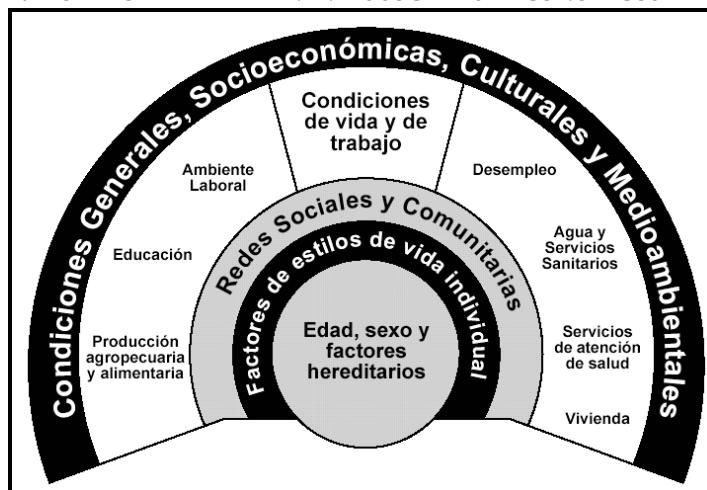 Condiciones Generales, Socioeconómicas, Culturales y Medioambientales
Condiciones
de vida y de
trabajo
Ambiente
Laboral
Educación
Producción
agropecuaria
y alimentaria
Desempleo
Agua y
Servicios
Sanitarios
Servicios
de atención
de salud
Vivienda
Redes Sociales y Comunitarias
Factores de estilos de vida individual
Edad, sexo y
factores
hereditarios